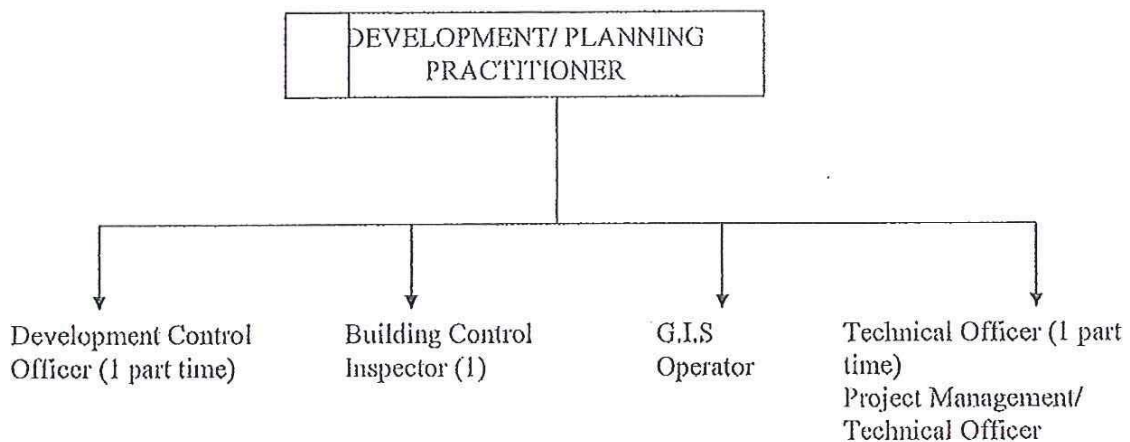 DEVELOPMENT/ PLANNING
PRACTITIONER
Development Control
Officer (1 part time)
Building Control
Inspector (1)
G.I.S
Operator
Technical Officer (1 part
time)
Project Management/
Technical Officer